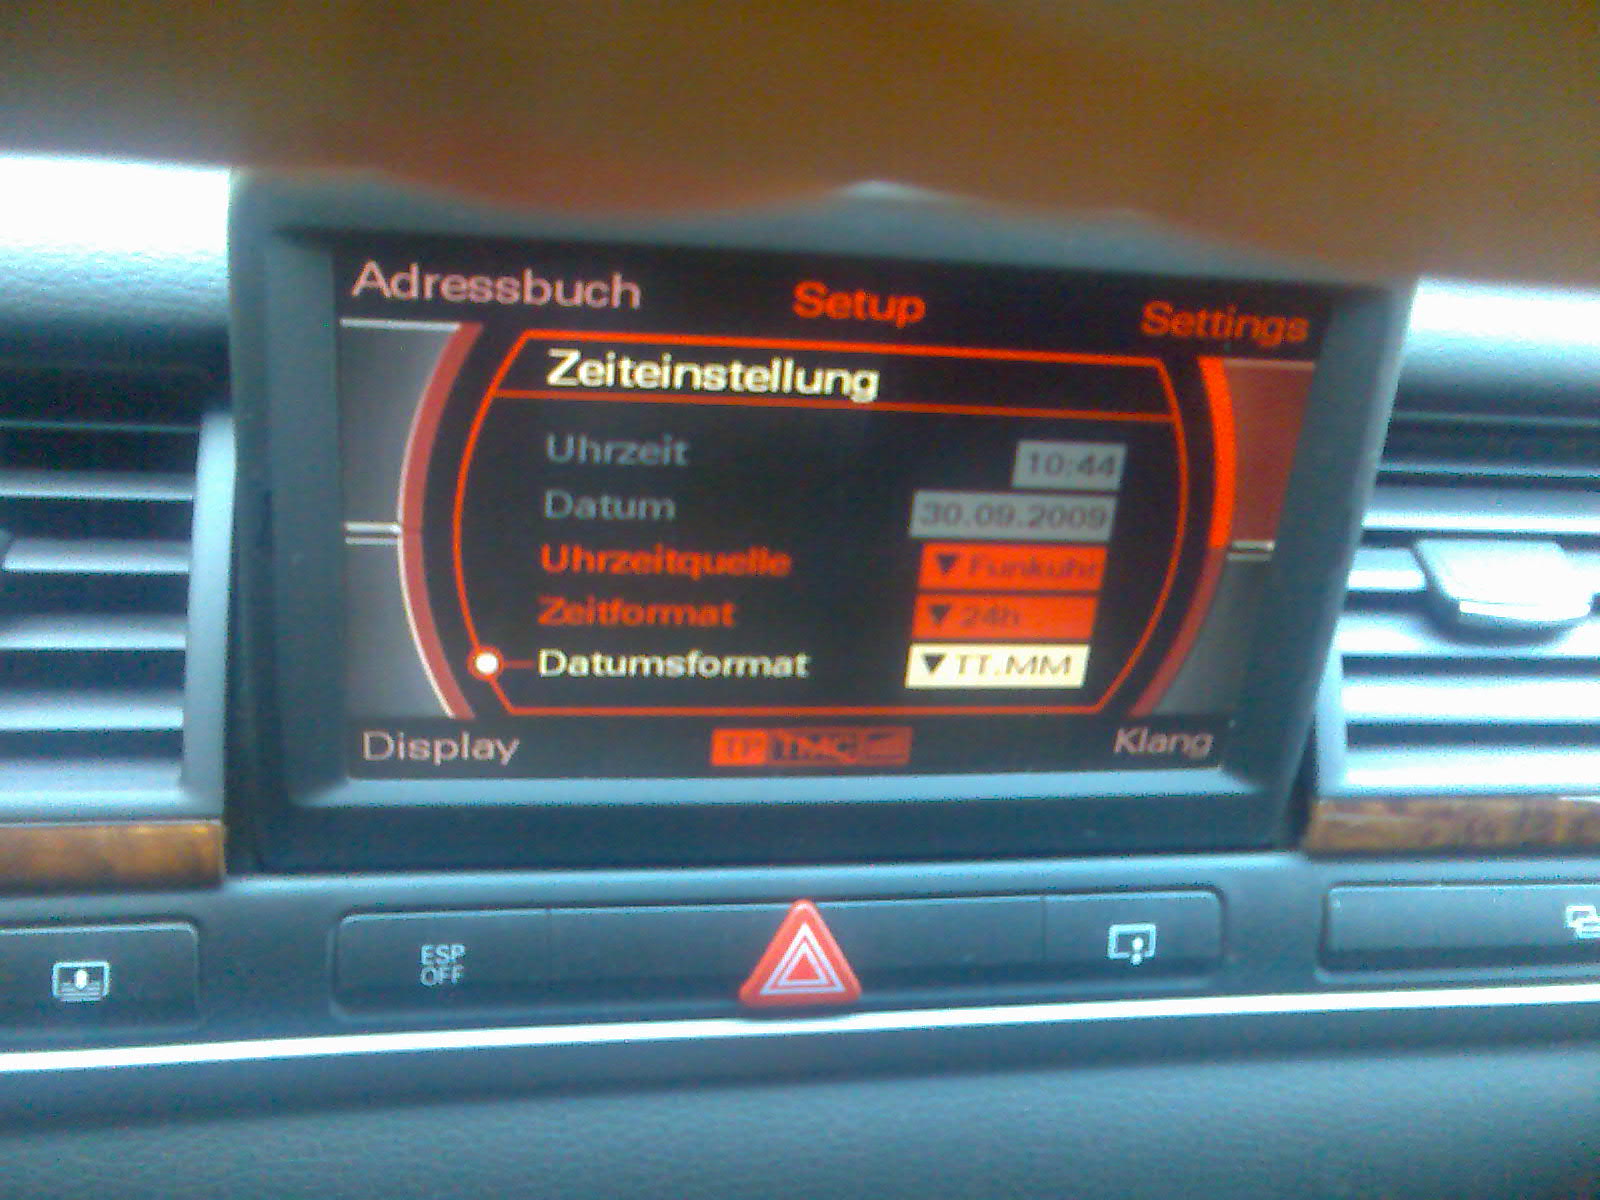 Adressbuch Setup Settings
Zeiteinstellung
Uhrzeit 10:44
Datum 30.09.2009
Uhrzeitquelle Funkuhr
Zeitformat 24h
Datumsformat TT.MM
Display TP TMC Klang
ESP
OFF